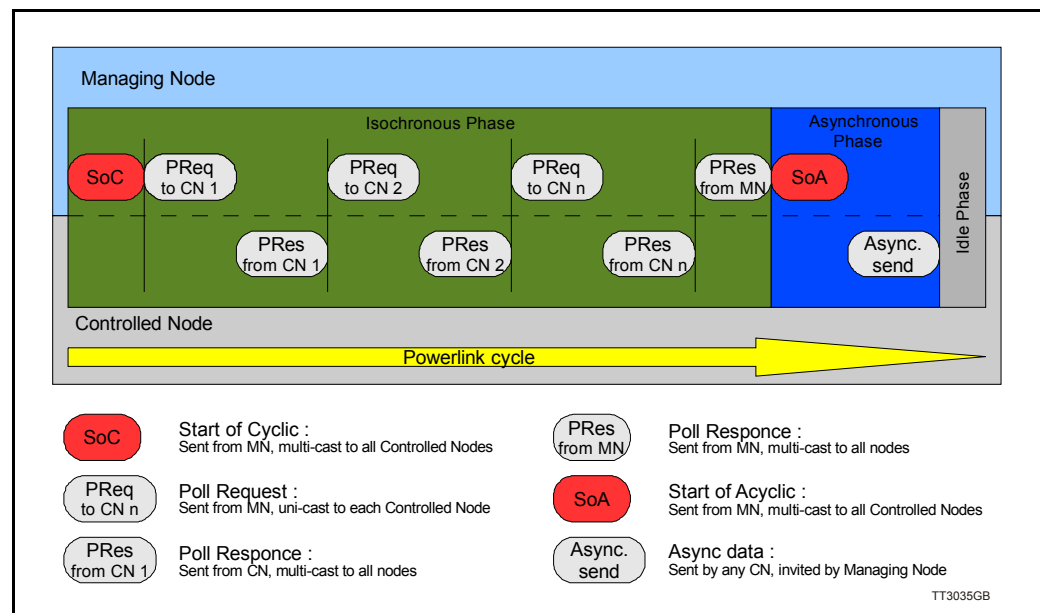 Managing Node
Isochronous Phase
Asynchronous
Phase
SoC
PReq
to CN 1
PReq
to CN 2
PReq
to CN n
PRes
from MN
SoA
PRes
from CN 1
PRes
from CN 2
PRes
from CN n
Async.
send
Idle Phase
Controlled Node
Powerlink cycle
SoC
Start of Cyclic :
Sent from MN, multi-cast to all Controlled Nodes
PReq
to CN n
Poll Request :
Sent from MN, uni-cast to each Controlled Node
PRes
from CN 1
Poll Responce :
Sent from CN, multi-cast to all nodes
PRes
from MN
Poll Responce :
Sent from MN, multi-cast to all nodes
SoA
Start of Acyclic :
Sent from MN, multi-cast to all Controlled Nodes
Async.
send
Async data :
Sent by any CN, invited by Managing Node
TT3035GB